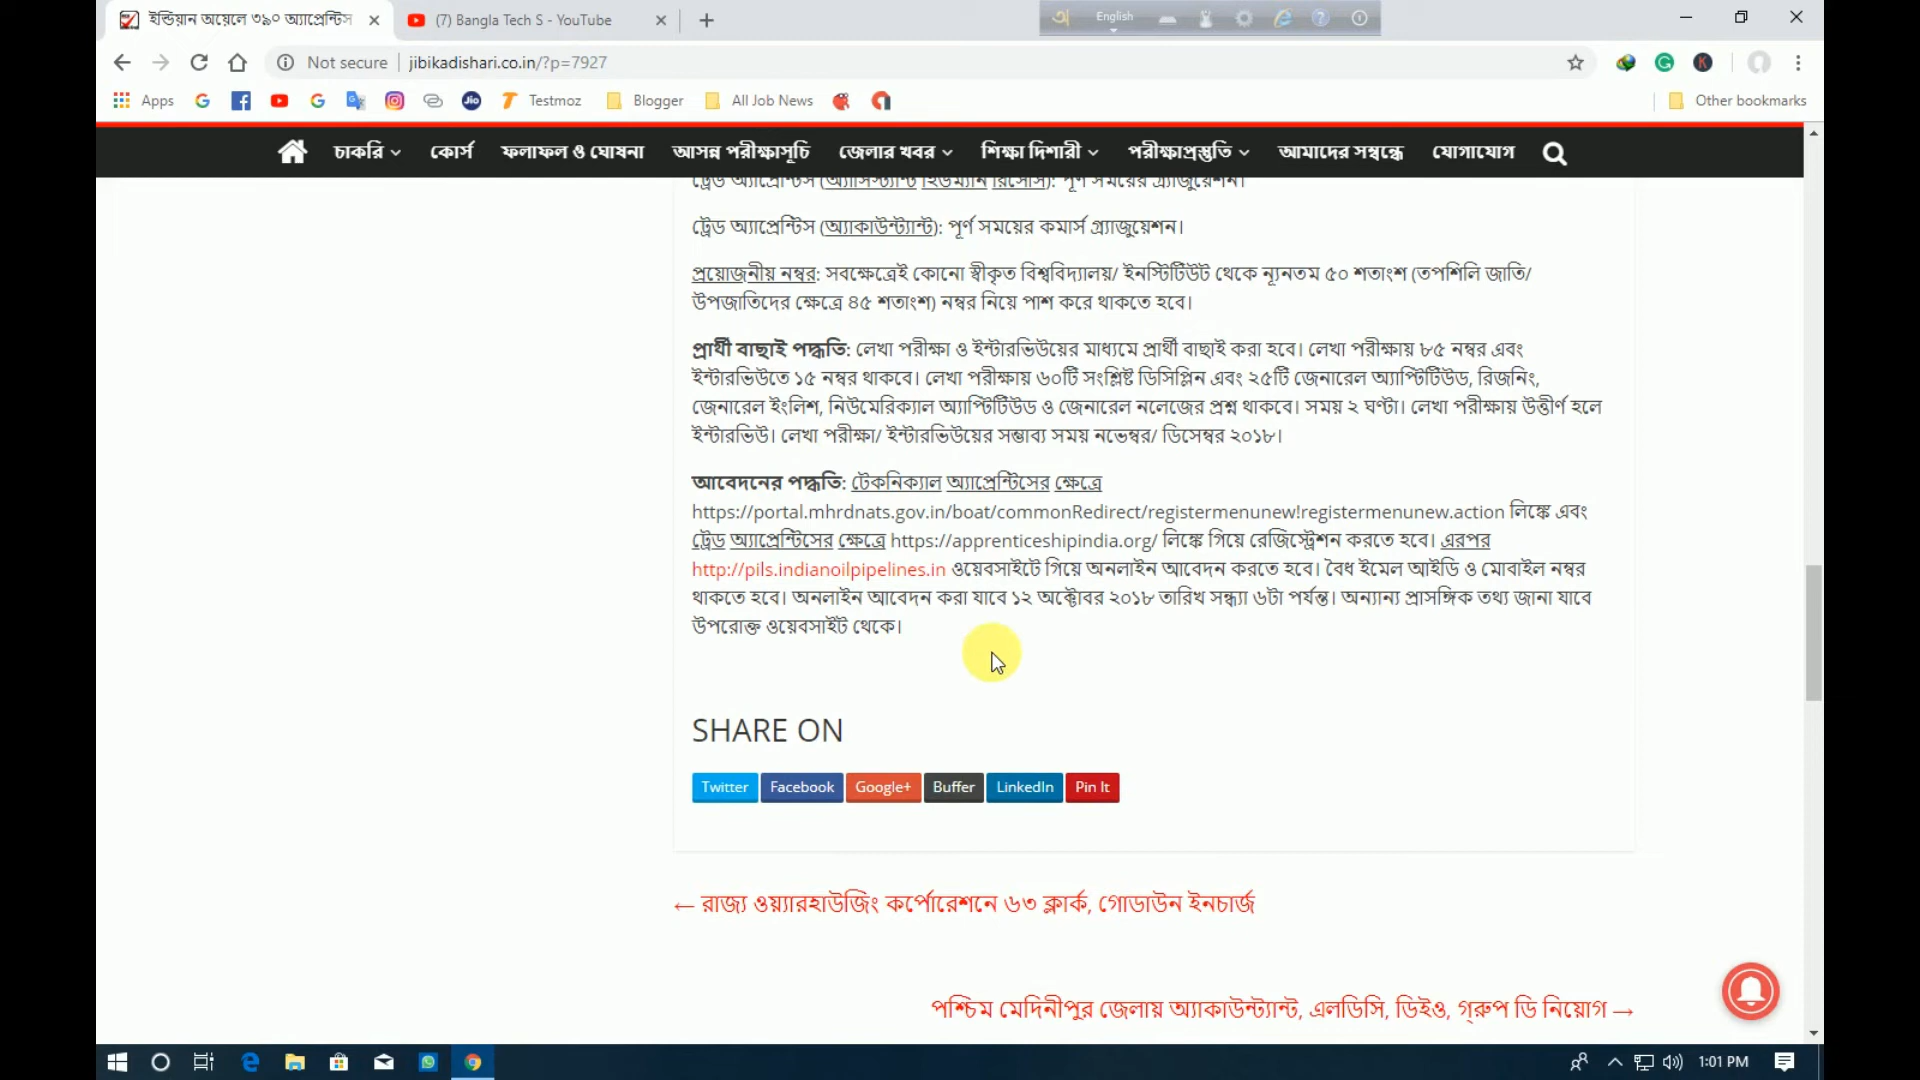 ইন্ডিয়ান অয়েলে ৩৯০ অ্যাপ্রেন্টিস
(7) Bangla Tech S - YouTube
English
Not secure
jibikadishari.co.in/?p=7927
Apps
Jio
Testmoz
Blogger
All Job News
Other bookmarks
চাকরি
কোর্স
ফলাফল ও ঘোষনা
আসন্ন পরীক্ষাসূচি
জেলার খবর
শিক্ষা দিশারী
পরীক্ষাপ্রস্তুতি
আমাদের সম্বন্ধে
যোগাযোগ
ট্রেড অ্যাপ্রেন্টিস (অ্যাসিস্ট্যান্ট হিউম্যান রিসোর্স): পূর্ণ সময়ের গ্র্যাজুয়েশন।
ট্রেড অ্যাপ্রেন্টিস (অ্যাকাউন্ট্যান্ট): পূর্ণ সময়ের কমার্স গ্র্যাজুয়েশন।
প্রয়োজনীয় নম্বর: সবক্ষেত্রেই কোনো স্বীকৃত বিশ্ববিদ্যালয়/ ইনস্টিটিউট থেকে ন্যূনতম ৫০ শতাংশ (তপশিলি জাতি/
উপজাতিদের ক্ষেত্রে ৪৫ শতাংশ) নম্বর নিয়ে পাশ করে থাকতে হবে।
প্রার্থী বাছাই পদ্ধতি: লেখা পরীক্ষা ও ইন্টারভিউয়ের মাধ্যমে প্রার্থী বাছাই করা হবে। লেখা পরীক্ষায় ৮৫ নম্বর এবং
ইন্টারভিউতে ১৫ নম্বর থাকবে। লেখা পরীক্ষায় ৬০টি সংশ্লিষ্ট ডিসিপ্লিন এবং ২৫টি জেনারেল অ্যাপ্টিটিউড, রিজনিং,
জেনারেল ইংলিশ, নিউমেরিক্যাল অ্যাপ্টিটিউড ও জেনারেল নলেজের প্রশ্ন থাকবে। সময় ২ ঘণ্টা। লেখা পরীক্ষায় উত্তীর্ণ হলে
ইন্টারভিউ। লেখা পরীক্ষা/ ইন্টারভিউয়ের সম্ভাব্য সময় নভেম্বর/ ডিসেম্বর ২০১৮।
আবেদনের পদ্ধতি: টেকনিক্যাল অ্যাপ্রেন্টিসের ক্ষেত্রে
https://portal.mhrdnats.gov.in/boat/commonRedirect/registermenunew!registermenunew.action লিঙ্কে এবং
ট্রেড অ্যাপ্রেন্টিসের ক্ষেত্রে https://apprenticeshipindia.org/ লিঙ্কে গিয়ে রেজিস্ট্রেশন করতে হবে। এরপর
http://pils.indianoilpipelines.in ওয়েবসাইটে গিয়ে অনলাইন আবেদন করতে হবে। বৈধ ইমেল আইডি ও মোবাইল নম্বর
থাকতে হবে। অনলাইন আবেদন করা যাবে ১২ অক্টোবর ২০১৮ তারিখ সন্ধ্যা ৬টা পর্যন্ত। অন্যান্য প্রাসঙ্গিক তথ্য জানা যাবে
উপরোক্ত ওয়েবসাইট থেকে।
SHARE ON
Twitter Facebook Google+ Buffer LinkedIn Pin It
← রাজ্য ওয়্যারহাউজিং কর্পোরেশনে ৬৩ ক্লার্ক, গোডাউন ইনচার্জ
পশ্চিম মেদিনীপুর জেলায় অ্যাকাউন্ট্যান্ট, এলডিসি, ডিইও, গ্রুপ ডি নিয়োগ →
1:01 PM